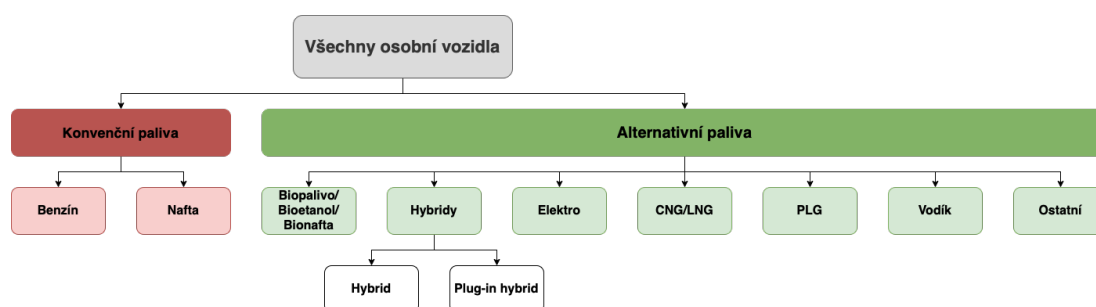 Všechny osobní vozidla
Konvenční paliva
Alternativní paliva
Benzín
Nafta
Biopalivo/
Bioetanol/
Bionafta
Hybridy
Elektro
CNG/LNG
PLG
Vodík
Ostatní
Hybrid
Plug-in hybrid